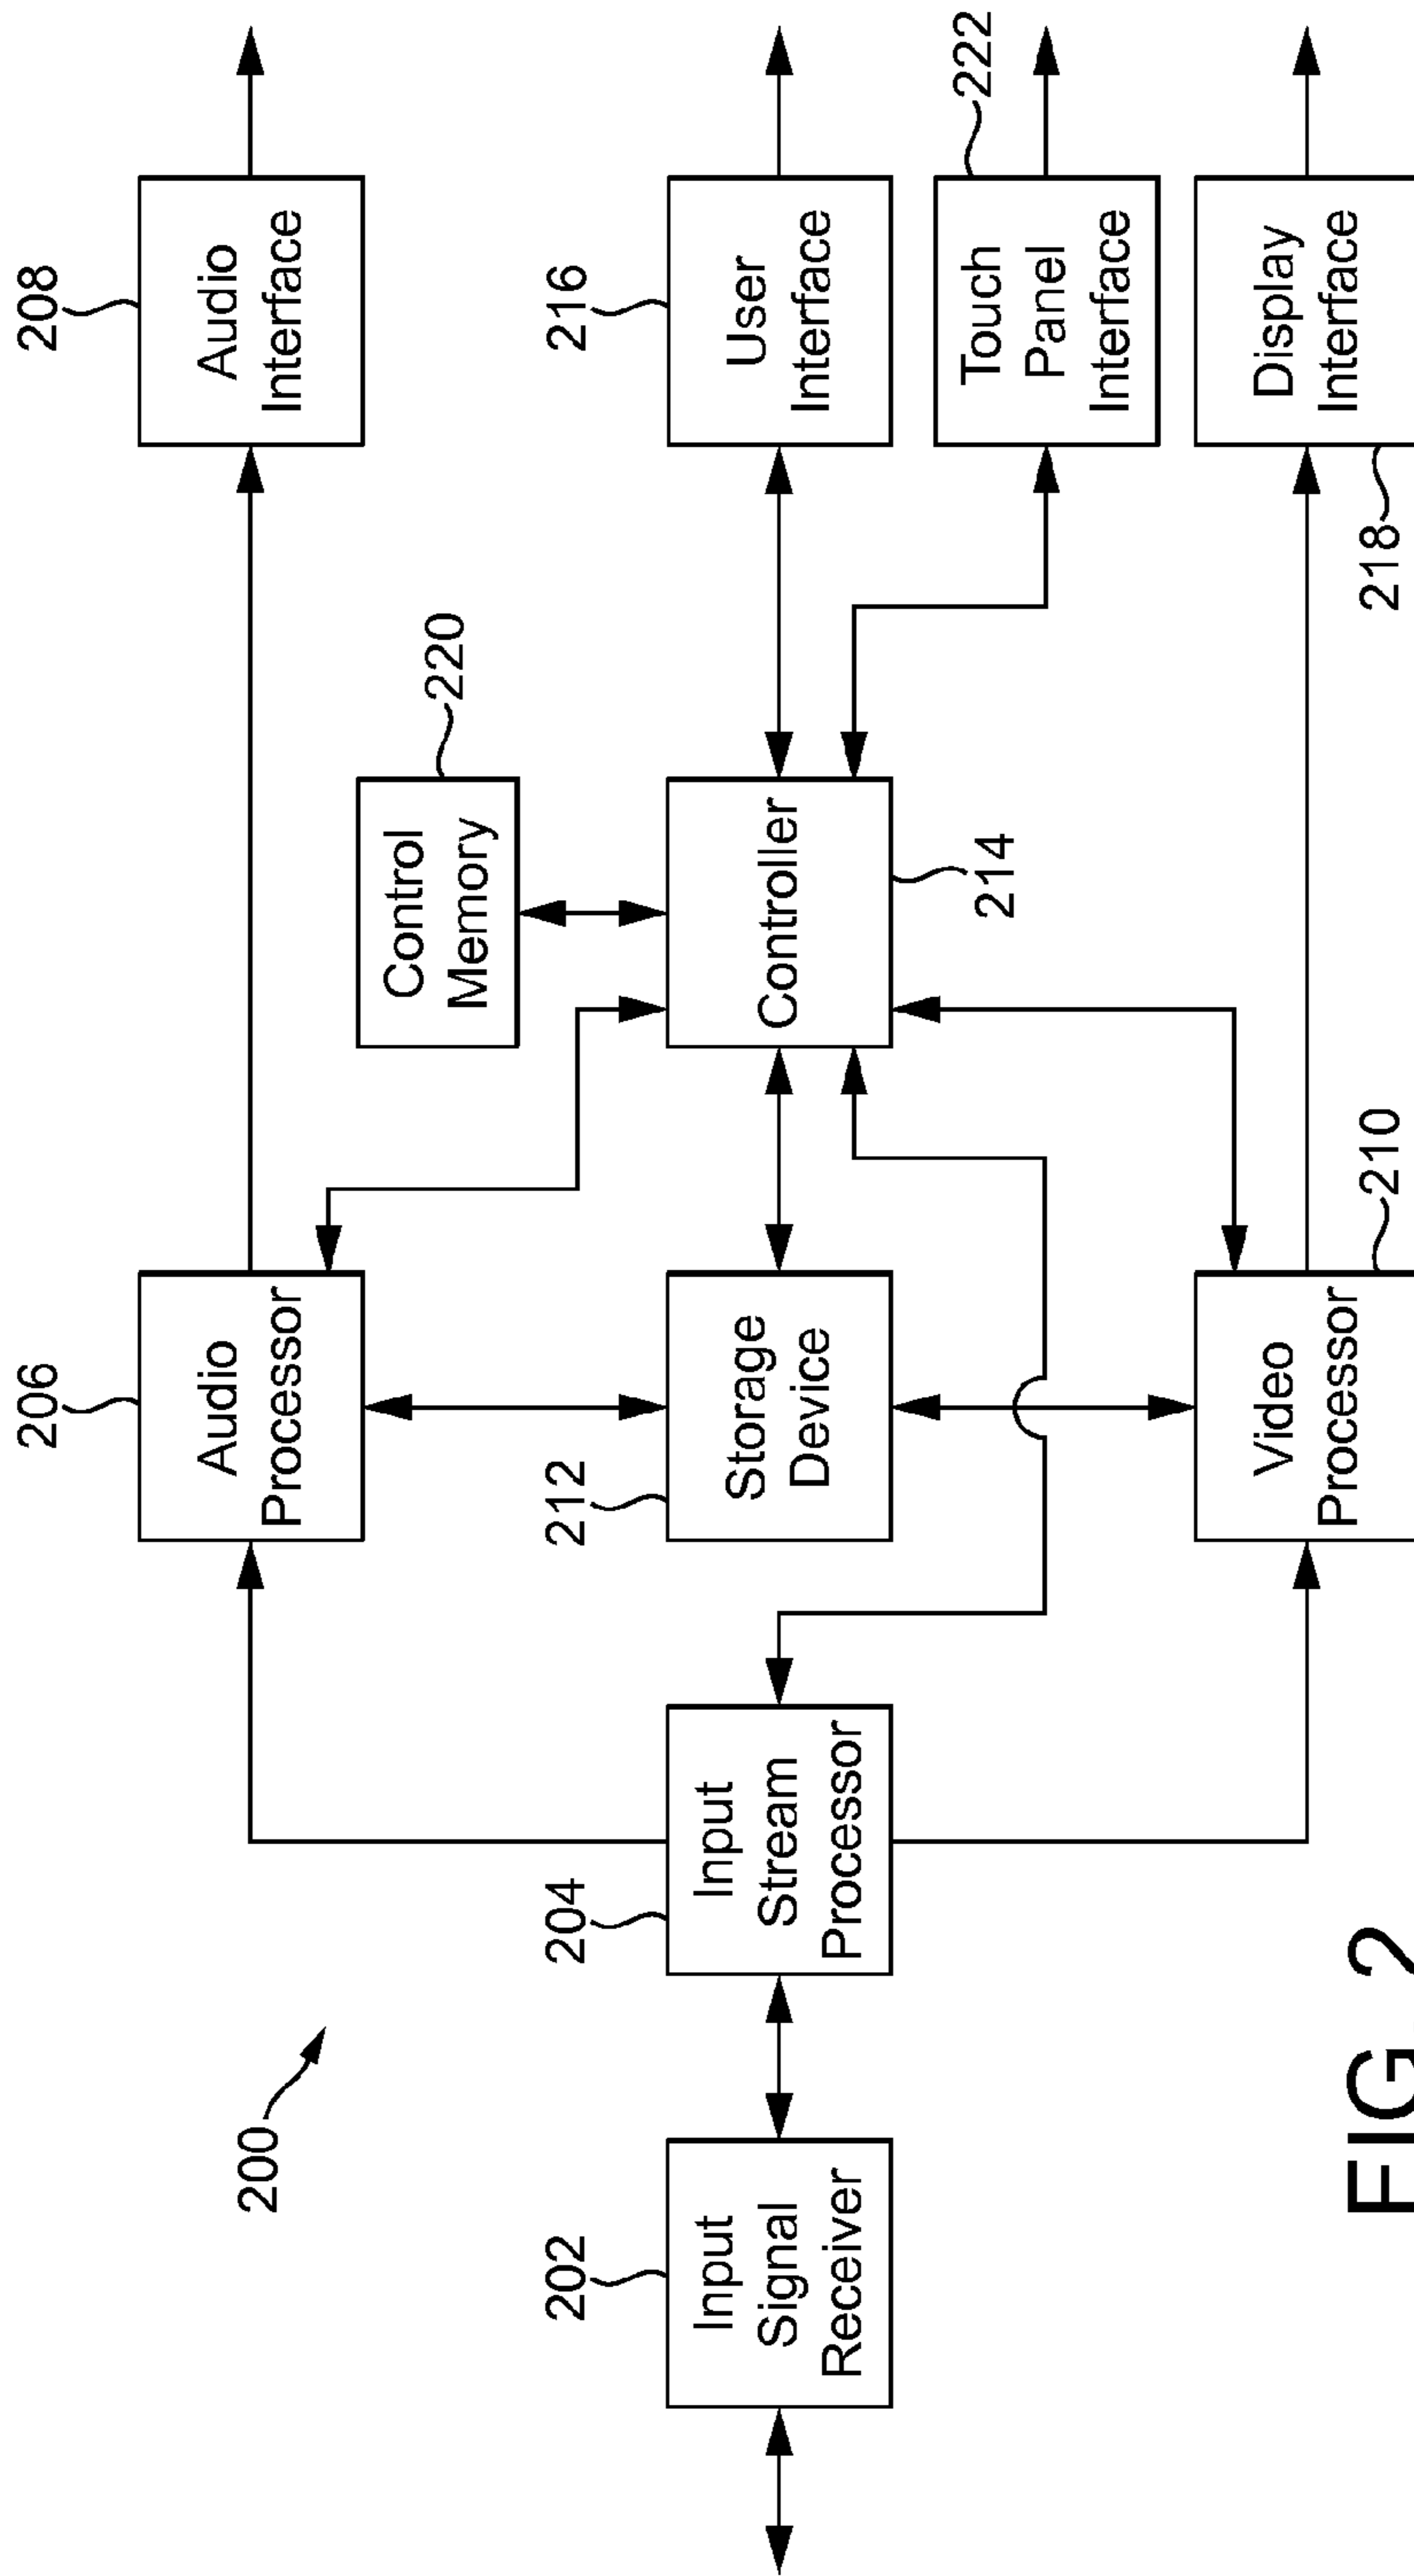 208
Audio
Interface
216
User
Interface
222
Touch
Panel
Interface
Display
Interface
218
220
Control
Memory
Controller
214
206
Audio
Processor
212
Storage
Device
Video
Processor
210
204
Input
Stream
Processor
200
202
Input
Signal
Receiver
FIG. 2